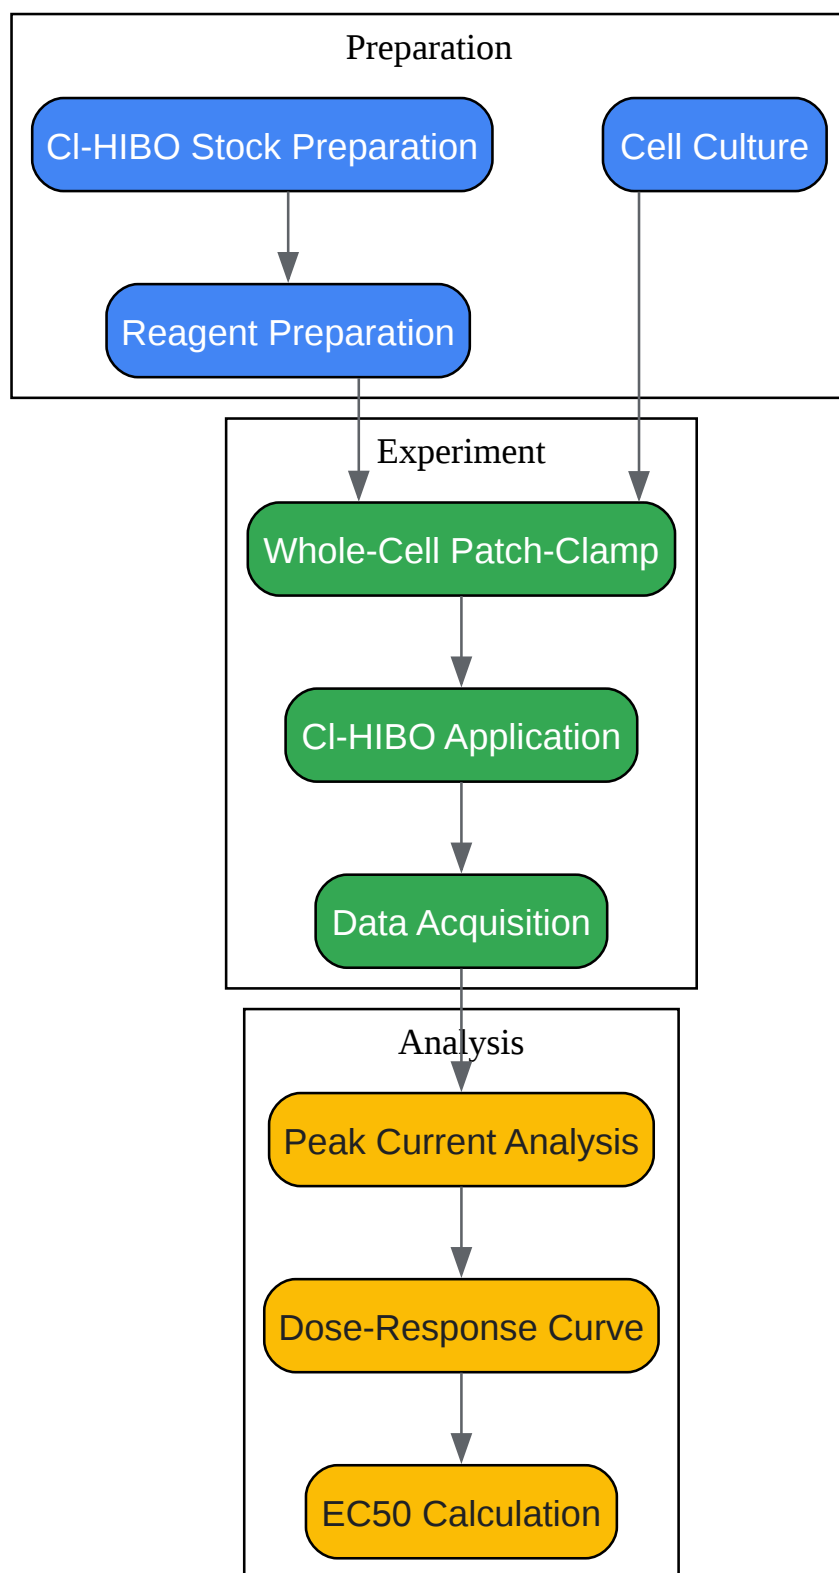 Preparation
Cl-HIBO Stock Preparation
Cell Culture
Reagent Preparation
Experiment
Whole-Cell Patch-Clamp
Cl-HIBO Application
Data Acquisition
Analysis
Peak Current Analysis
Dose-Response Curve
EC50 Calculation